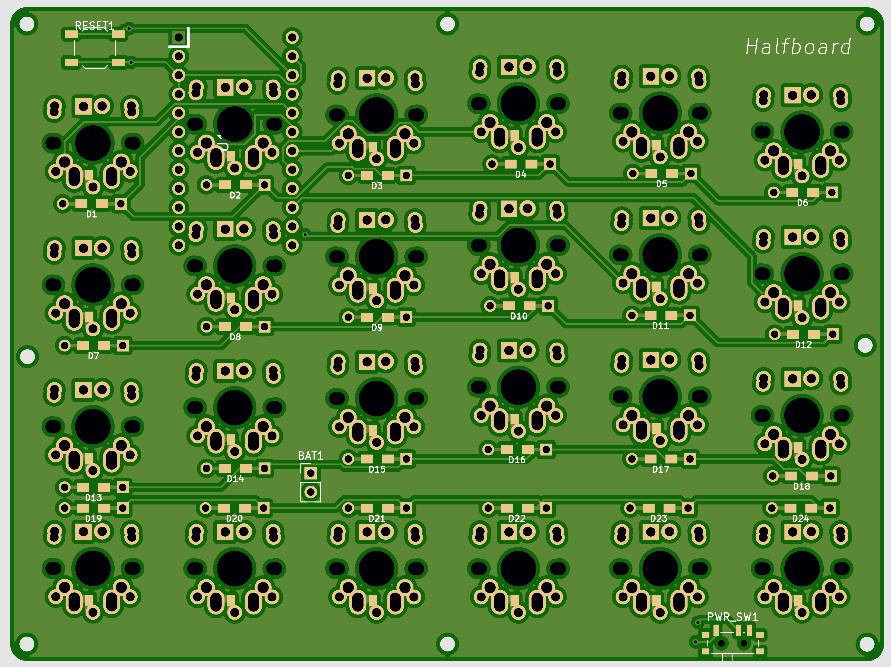 RESET1
Halfboard
D1
D2
D3
D4
D5
D6
D7
D8
D9
D10
D11
D12
D13
D14
BAT1
D15
D16
D17
D18
D19
D20
D21
D22
D23
D24
PWR_SW1